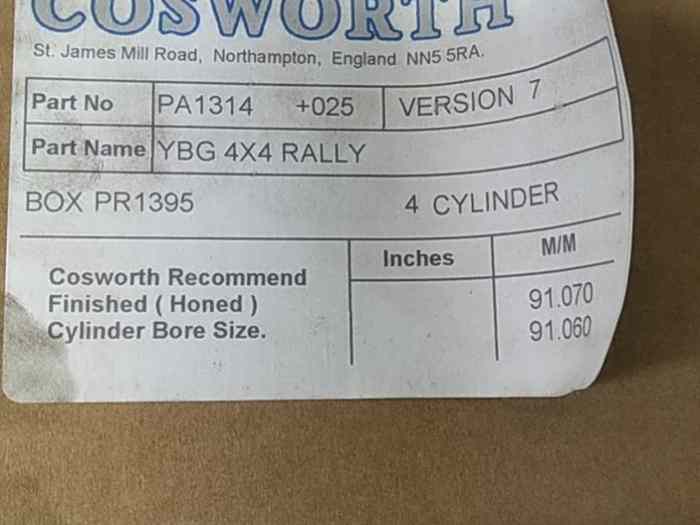 COSWORTH
St. James Mill Road, Northampton, England NN5 5RA.
Part No PA1314 +025 VERSION 7
Part Name YBG 4X4 RALLY
BOX PR1395 4 CYLINDER
Inches M/M
Cosworth Recommend
Finished ( Honed ) 91.070
Cylinder Bore Size. 91.060